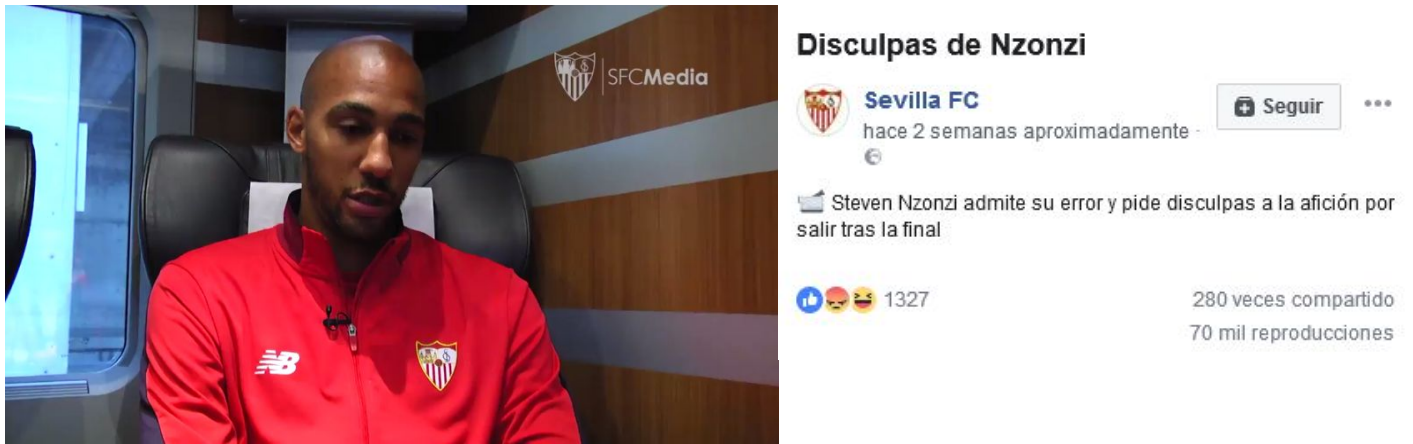 SFCMedia
NB
Disculpas de Nzonzi
Sevilla FC
Seguir
hace 2 semanas aproximadamente ·
Steven Nzonzi admite su error y pide disculpas a la afición por
salir tras la final
1327
280 veces compartido
70 mil reproducciones